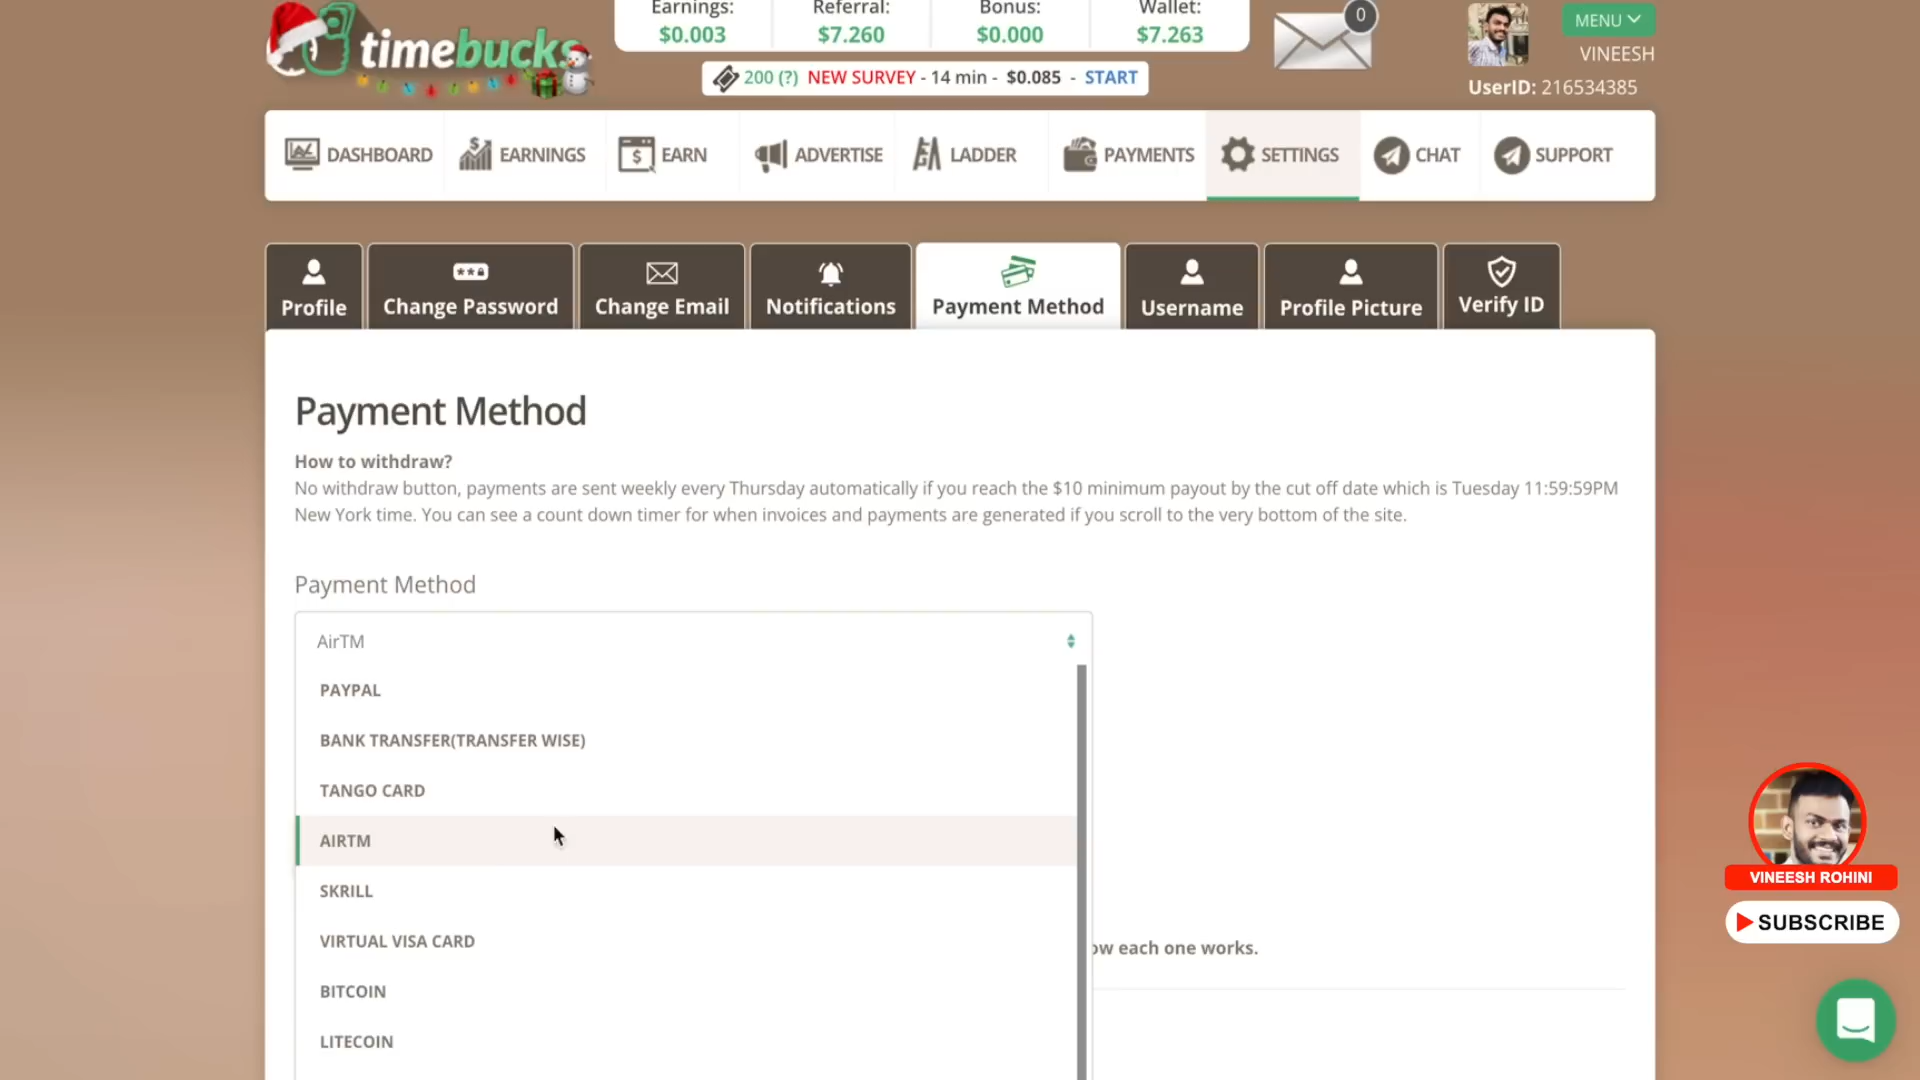 timebucks
Earnings:
$0.003
Referral:
$7.260
Bonus:
$0.000
Wallet:
$7.263
0
MENU
VINEESH
UserID: 216534385
200 (?) NEW SURVEY - 14 min - $0.085 - START
DASHBOARD
EARNINGS
EARN
ADVERTISE
LADDER
PAYMENTS
SETTINGS
CHAT
SUPPORT
Profile
Change Password
Change Email
Notifications
Payment Method
Username
Profile Picture
Verify ID
Payment Method
How to withdraw?
No withdraw button, payments are sent weekly every Thursday automatically if you reach the $10 minimum payout by the cut off date which is Tuesday 11:59:59PM
New York time. You can see a count down timer for when invoices and payments are generated if you scroll to the very bottom of the site.
Payment Method
AirTM
PAYPAL
BANK TRANSFER(TRANSFER WISE)
TANGO CARD
AIRTM
SKRILL
VIRTUAL VISA CARD
ow each one works.
BITCOIN
LITECOIN
VINEESH ROHINI
SUBSCRIBE